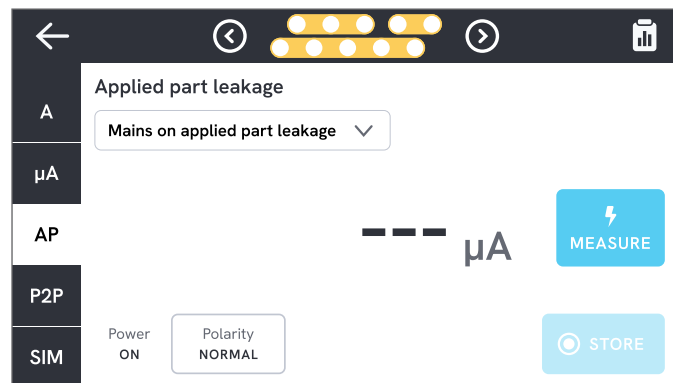 Applied part leakage
A
Mains on applied part leakage
µA
AP
--- µA
MEASURE
P2P
Power
ON
Polarity
NORMAL
STORE
SIM